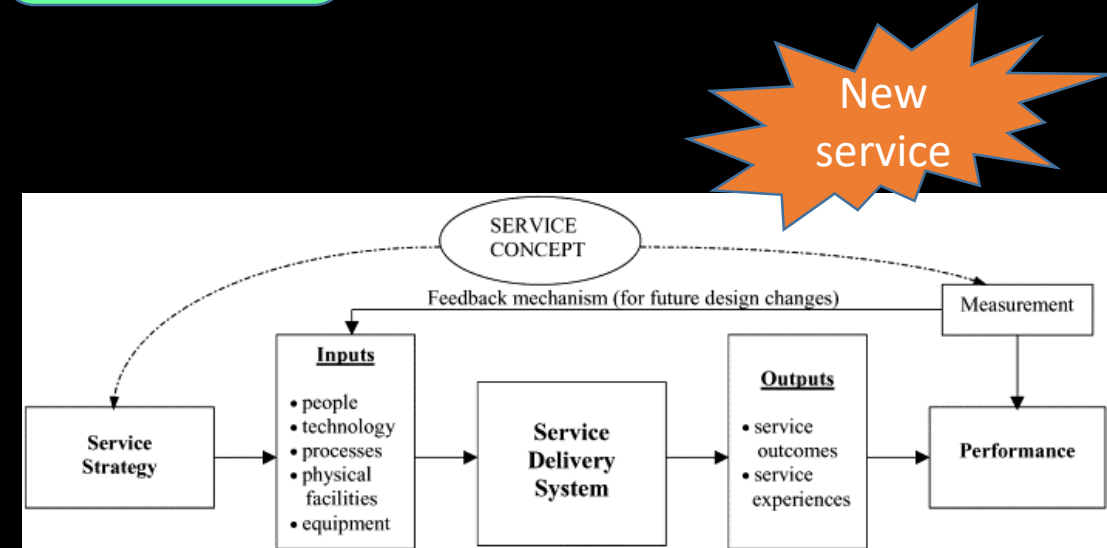 New
service
SERVICE
CONCEPT
Feedback mechanism (for future design changes)
Measurement
Inputs
• people
• technology
• processes
• physical
facilities
• equipment
Service
Strategy
Service
Delivery
System
Outputs
• service
outcomes
• service
experiences
Performance